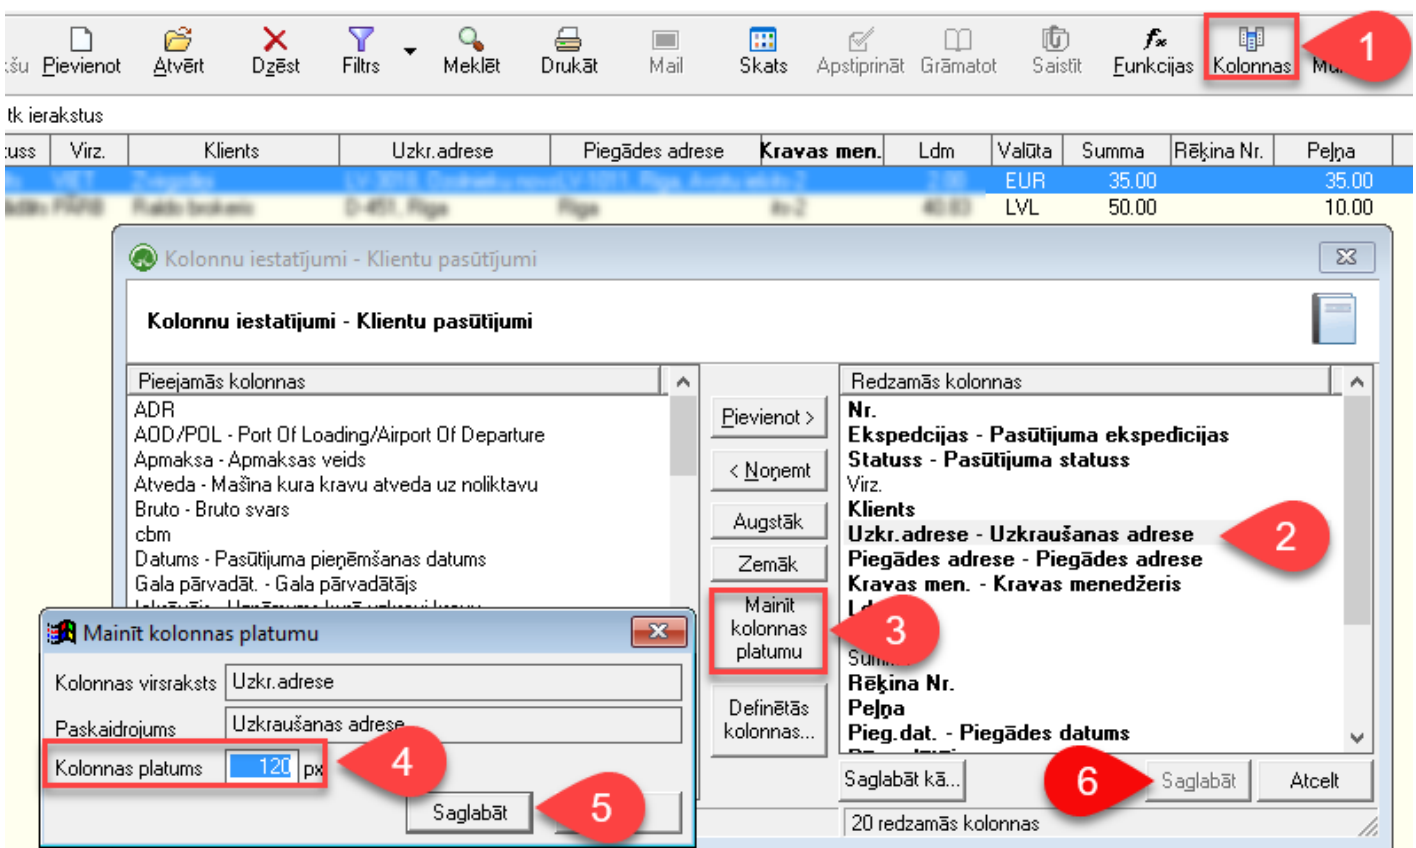 Pievienot Atvērt Dzēst Filtrs Meklēt Drukāt Mail Skats Apstiprināt Grāmatot Saistīt Funkcijas Kolonnas
1
tk ierakstus
Virz. Klients Uzkr.adrese Piegādes adrese Kravas men. Ldm Valūta Summa Rēķina Nr. Peļņa
EUR 35.00 35.00
LVL 50.00 10.00
Kolonnu iestatījumi - Klientu pasūtījumi
Kolonnu iestatījumi - Klientu pasūtījumi
Pieejamās kolonnas
ADR
AOD/POL - Port Of Loading/Airport Of Departure
Apmaksa - Apmaksas veids
Atveda - Mašina kura kravu atveda uz noliktavu
Bruto - Bruto svars
cbm
Datums - Pasūtījuma pieņēmšanas datums
Gala pārvadāt. - Gala pārvadātājs
Pievienot >
< Noņemt
Augstāk
Zemāk
Mainīt
kolonnas
platumu
3
Definētās
kolonnas...
Redzamās kolonnas
Nr.
Ekspedcijas - Pasūtījuma ekspedīcijas
Statuss - Pasūtījuma statuss
Virz.
Klients
Uzkr.adrese - Uzkraušanas adrese
2
Piegādes adrese - Piegādes adrese
Kravas men. - Kravas menedžeris
Rēķina Nr.
Peļņa
Pieg.dat. - Piegādes datums
Saglabāt kā...
6
Saglabāt
Atcelt
20 redzamās kolonnas
Mainīt kolonnas platumu
Kolonnas virsraksts Uzkr.adrese
Paskaidrojums Uzkraušanas adrese
Kolonnas platums 120 px
4
Saglabāt
5